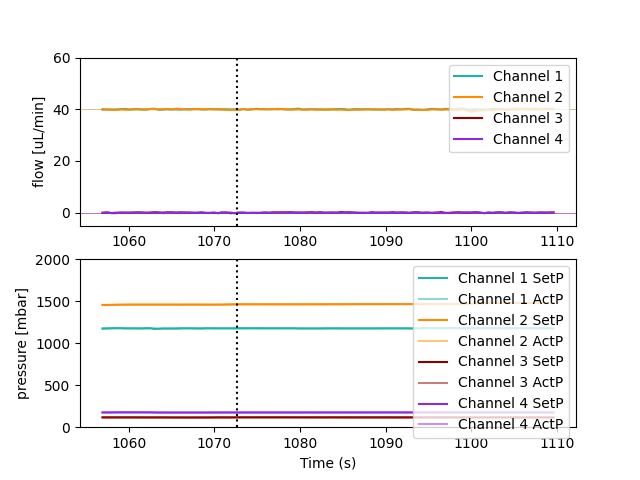 60
40
20
0
flow [uL/min]
Channel 1
Channel 2
Channel 3
Channel 4
1060 1070 1080 1090 1100 1110
2000
1500
1000
500
0
pressure [mbar]
Channel 1 SetP
Channel 1 ActP
Channel 2 SetP
Channel 2 ActP
Channel 3 SetP
Channel 3 ActP
Channel 4 SetP
Channel 4 ActP
1060 1070 1080 1090 1100 1110
Time (s)